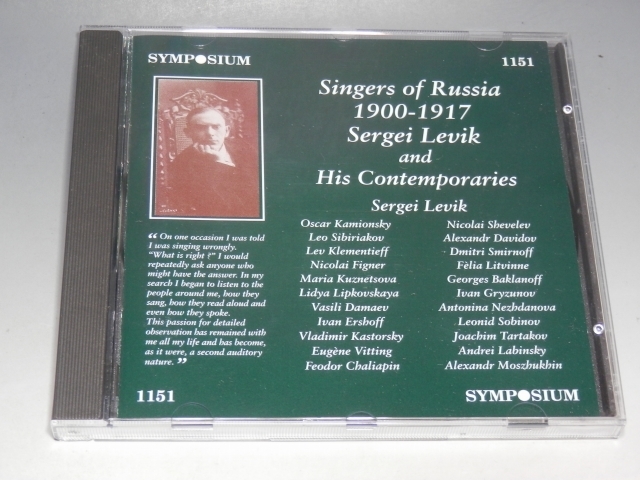 SYMPOSIUM
1151
Singers of Russia
1900-1917
Sergei Levik
and
His Contemporaries
Sergei Levik
Oscar Kamionsky
Leo Sibiriakov
Lev Klementieff
Nicolai Figner
Maria Kuznetsova
Lidya Lipkovskaya
Vasili Damaev
Ivan Ershoff
Vladimir Kastorsky
Eugène Vitting
Feodor Chaliapin
Nicolai Shevelev
Alexandr Davidov
Dmitri Smirnoff
Fèlia Litvinne
Georges Baklanoff
Ivan Gryzunov
Antonina Nezhdanova
Leonid Sobinov
Joachim Tartakov
Andrei Labinsky
Alexandr Moszhukhin
“ On one occasion I was told
I was singing wrongly.
“What is right ?” I would
repeatedly ask anyone who
might have the answer. In my
search I began to listen to the
people around me, how they
sang, how they read aloud and
even how they spoke.
This passion for detailed
observation has remained with
me all my life and has become,
as it were, a second auditory
nature. ”
1151
SYMPOSIUM